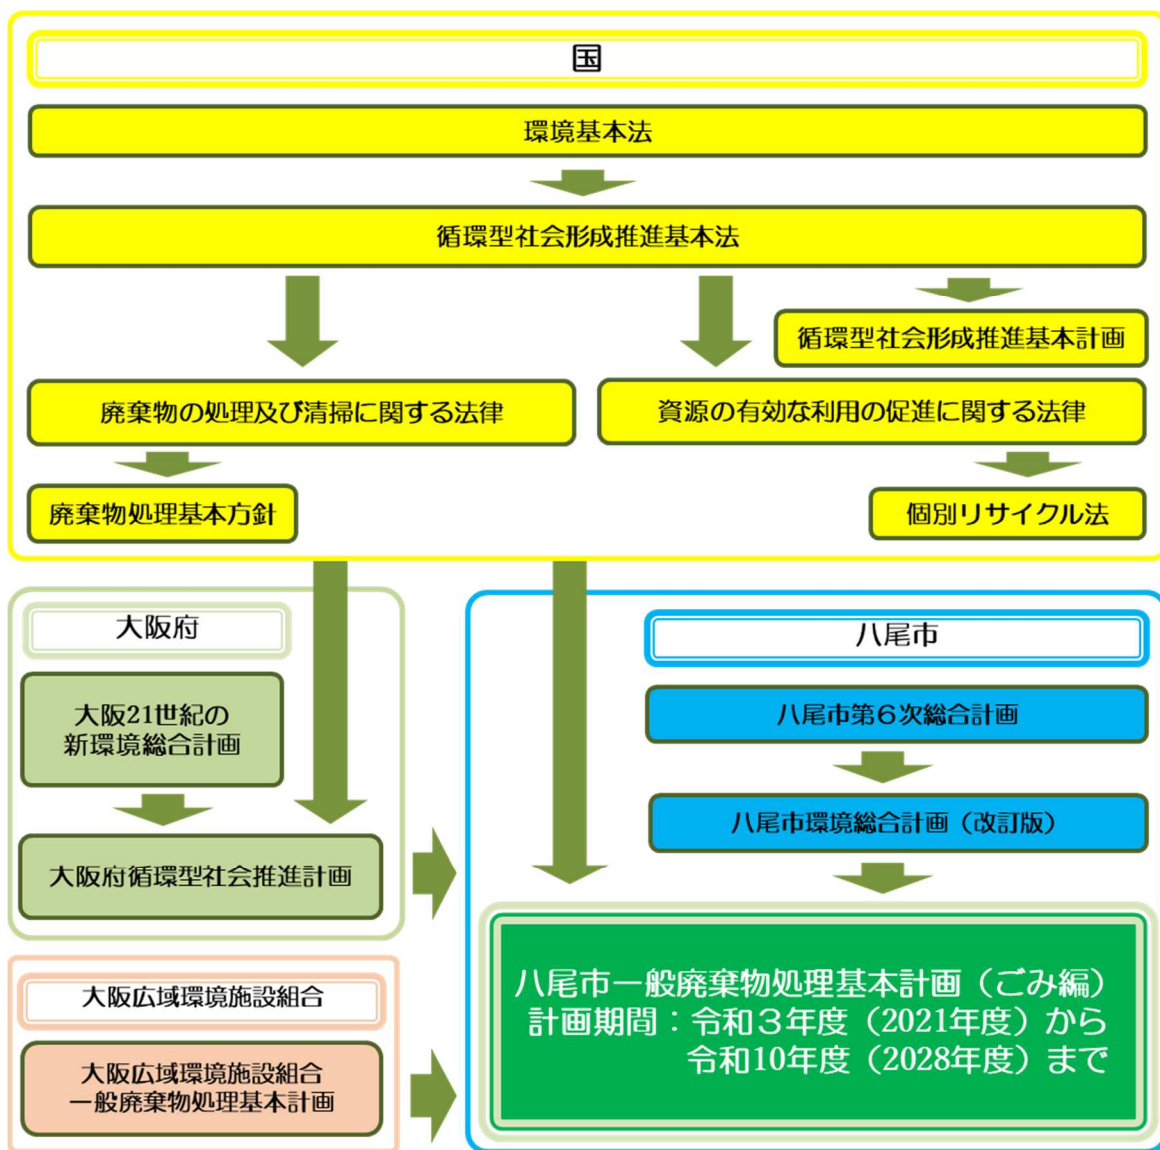 国
環境基本法
循環型社会形成推進基本法
循環型社会形成推進基本計画
廃棄物の処理及び清掃に関する法律
資源の有効な利用の促進に関する法律
廃棄物処理基本方針
個別リサイクル法
大阪府
大阪21世紀の
新環境総合計画
大阪府循環型社会推進計画
大阪広域環境施設組合
大阪広域環境施設組合
一般廃棄物処理基本計画
八尾市
八尾市第６次総合計画
八尾市環境総合計画（改訂版）
八尾市一般廃棄物処理基本計画（ごみ編）
計画期間：令和３年度（2021年度）から
令和10年度（2028年度）まで